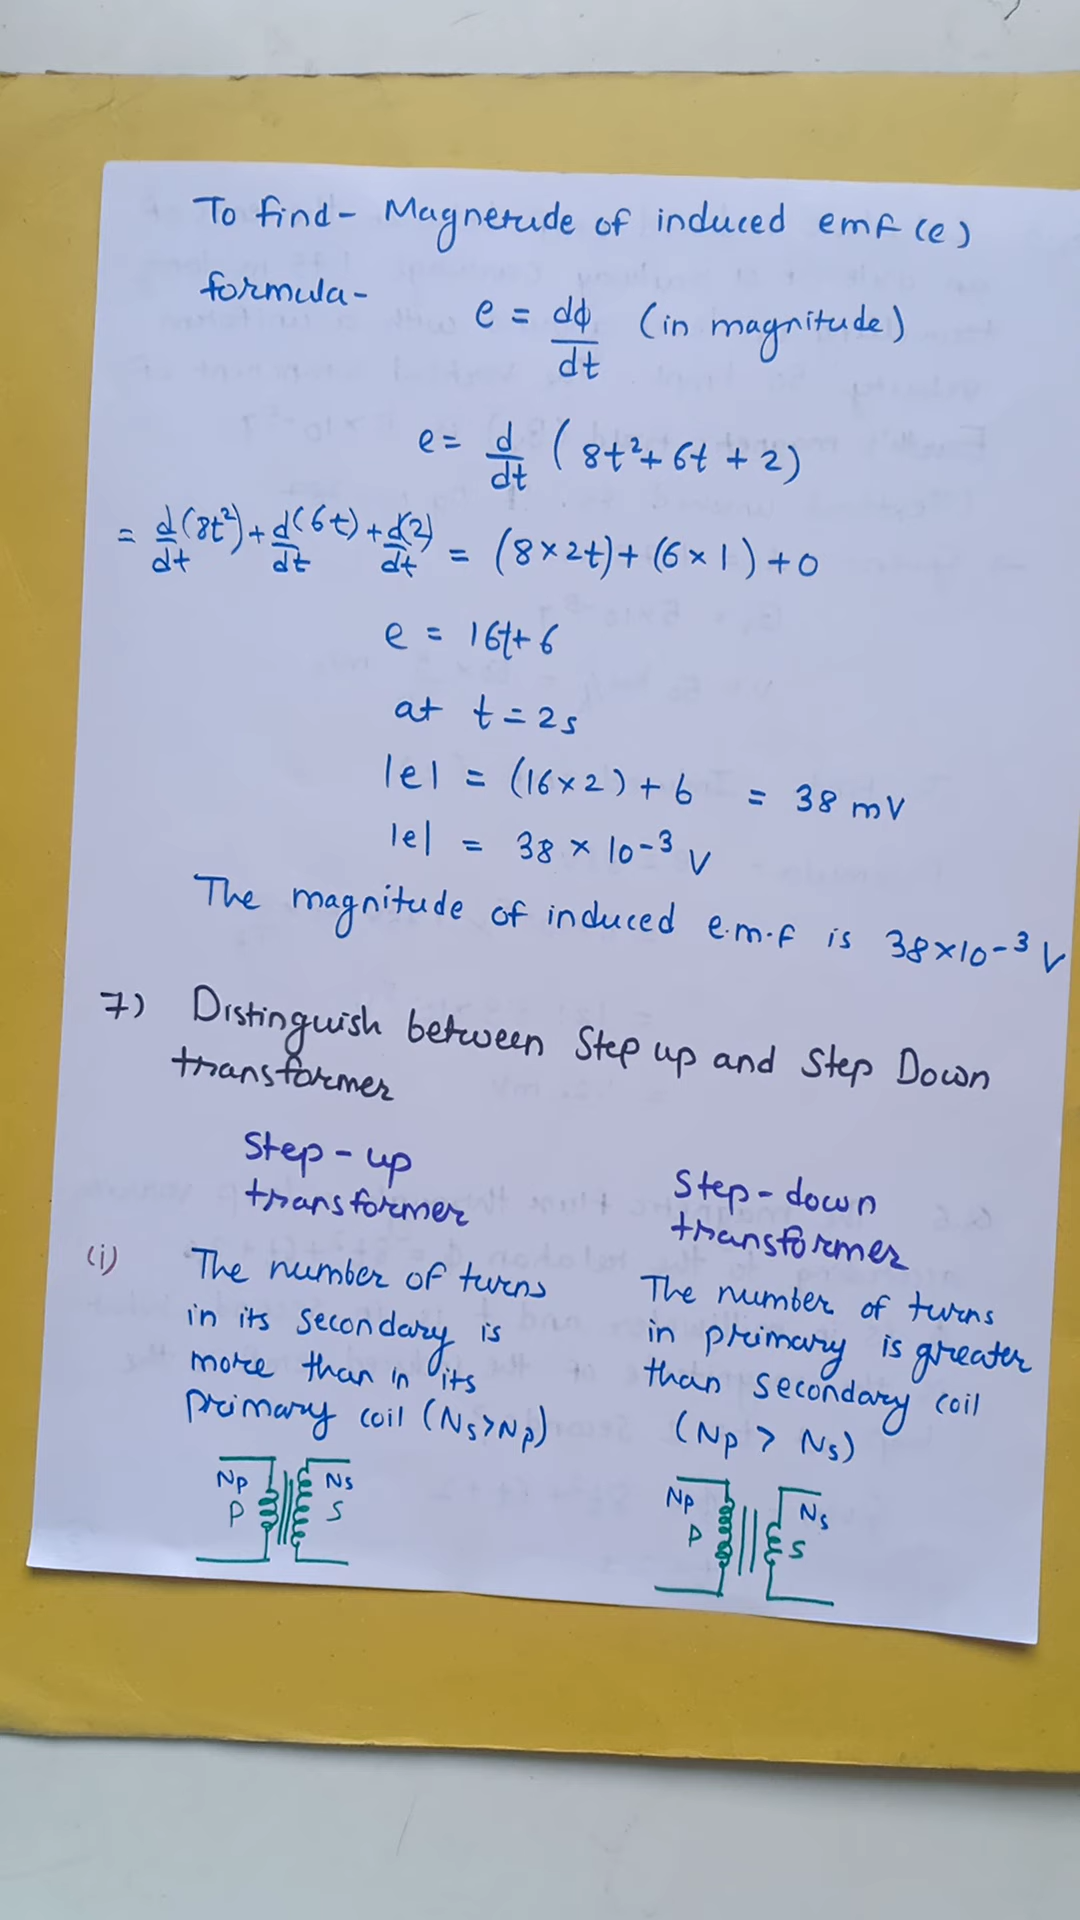 To find - Magnetude of induced emf (e)
formula -
e = dφ/dt (in magnitude)
e = d/dt (8t² + 6t + 2)
= d/dt (8t²) + d/dt (6t) + d/dt (2) = (8 × 2t) + (6 × 1) + 0
e = 16t + 6
at t = 2s
|e| = (16 × 2) + 6 = 38 mV
|e| = 38 × 10-³ V
The magnitude of induced e.m.f is 38×10-³ V
7) Distinguish between Step up and Step Down
transformer
Step - up
transformer
(i) The number of turns
in its secondary is
more than in its
primary coil (Ns>Np)
Np Ns
P S
Step - down
transformer
The number of turns
in primary is greater
than secondary coil
(Np > Ns)
Np Ns
P S